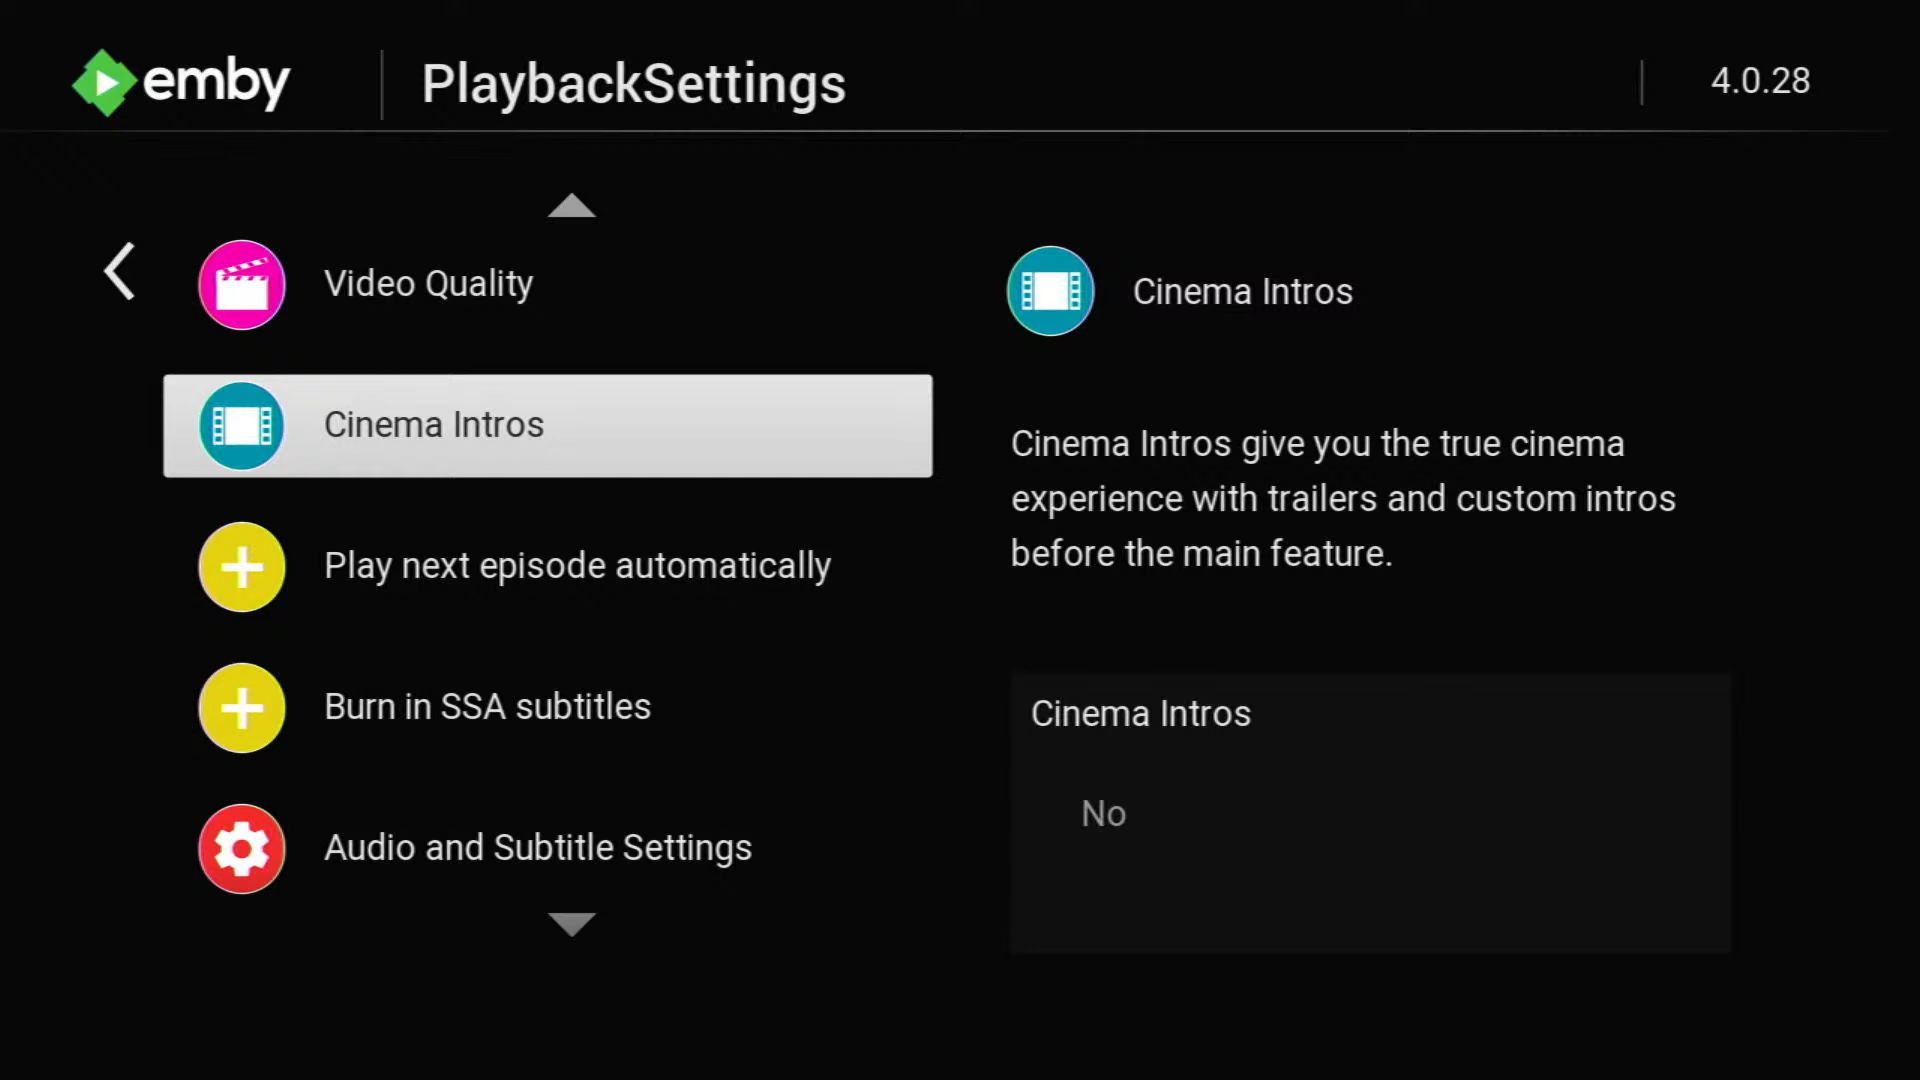 emby
PlaybackSettings
4.0.28
Video Quality
Cinema Intros
Play next episode automatically
Burn in SSA subtitles
Audio and Subtitle Settings
Cinema Intros
Cinema Intros give you the true cinema
experience with trailers and custom intros
before the main feature.
Cinema Intros
No